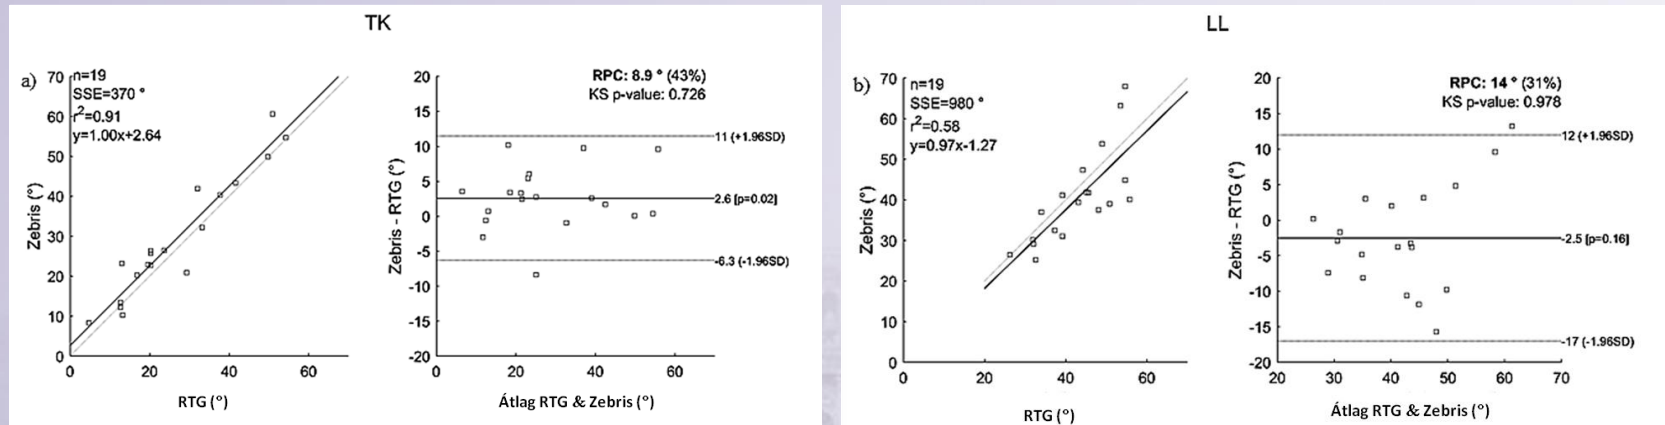 TK
a)
n=19
SSE=370 °
r²=0.91
y=1.00x+2.64
Zebris (°)
70
60
50
40
30
20
10
0
0 20 40 60
RTG (°)
RPC: 8.9 ° (43%)
KS p-value: 0.726
Zebris - RTG (°)
20
15
10
5
0
-5
-10
-15
-20
11 (+1.96SD)
2.6 [p=0.02]
-6.3 (-1.96SD)
0 20 40 60
Átlag RTG & Zebris (°)
LL
b)
n=19
SSE=980 °
r²=0.58
y=0.97x-1.27
Zebris (°)
70
60
50
40
30
20
10
0
0 20 40 60
RTG (°)
RPC: 14 ° (31%)
KS p-value: 0.978
Zebris - RTG (°)
20
15
10
5
0
-5
-10
-15
-20
12 (+1.96SD)
-2.5 [p=0.16]
-17 (-1.96SD)
20 30 40 50 60 70
Átlag RTG & Zebris (°)